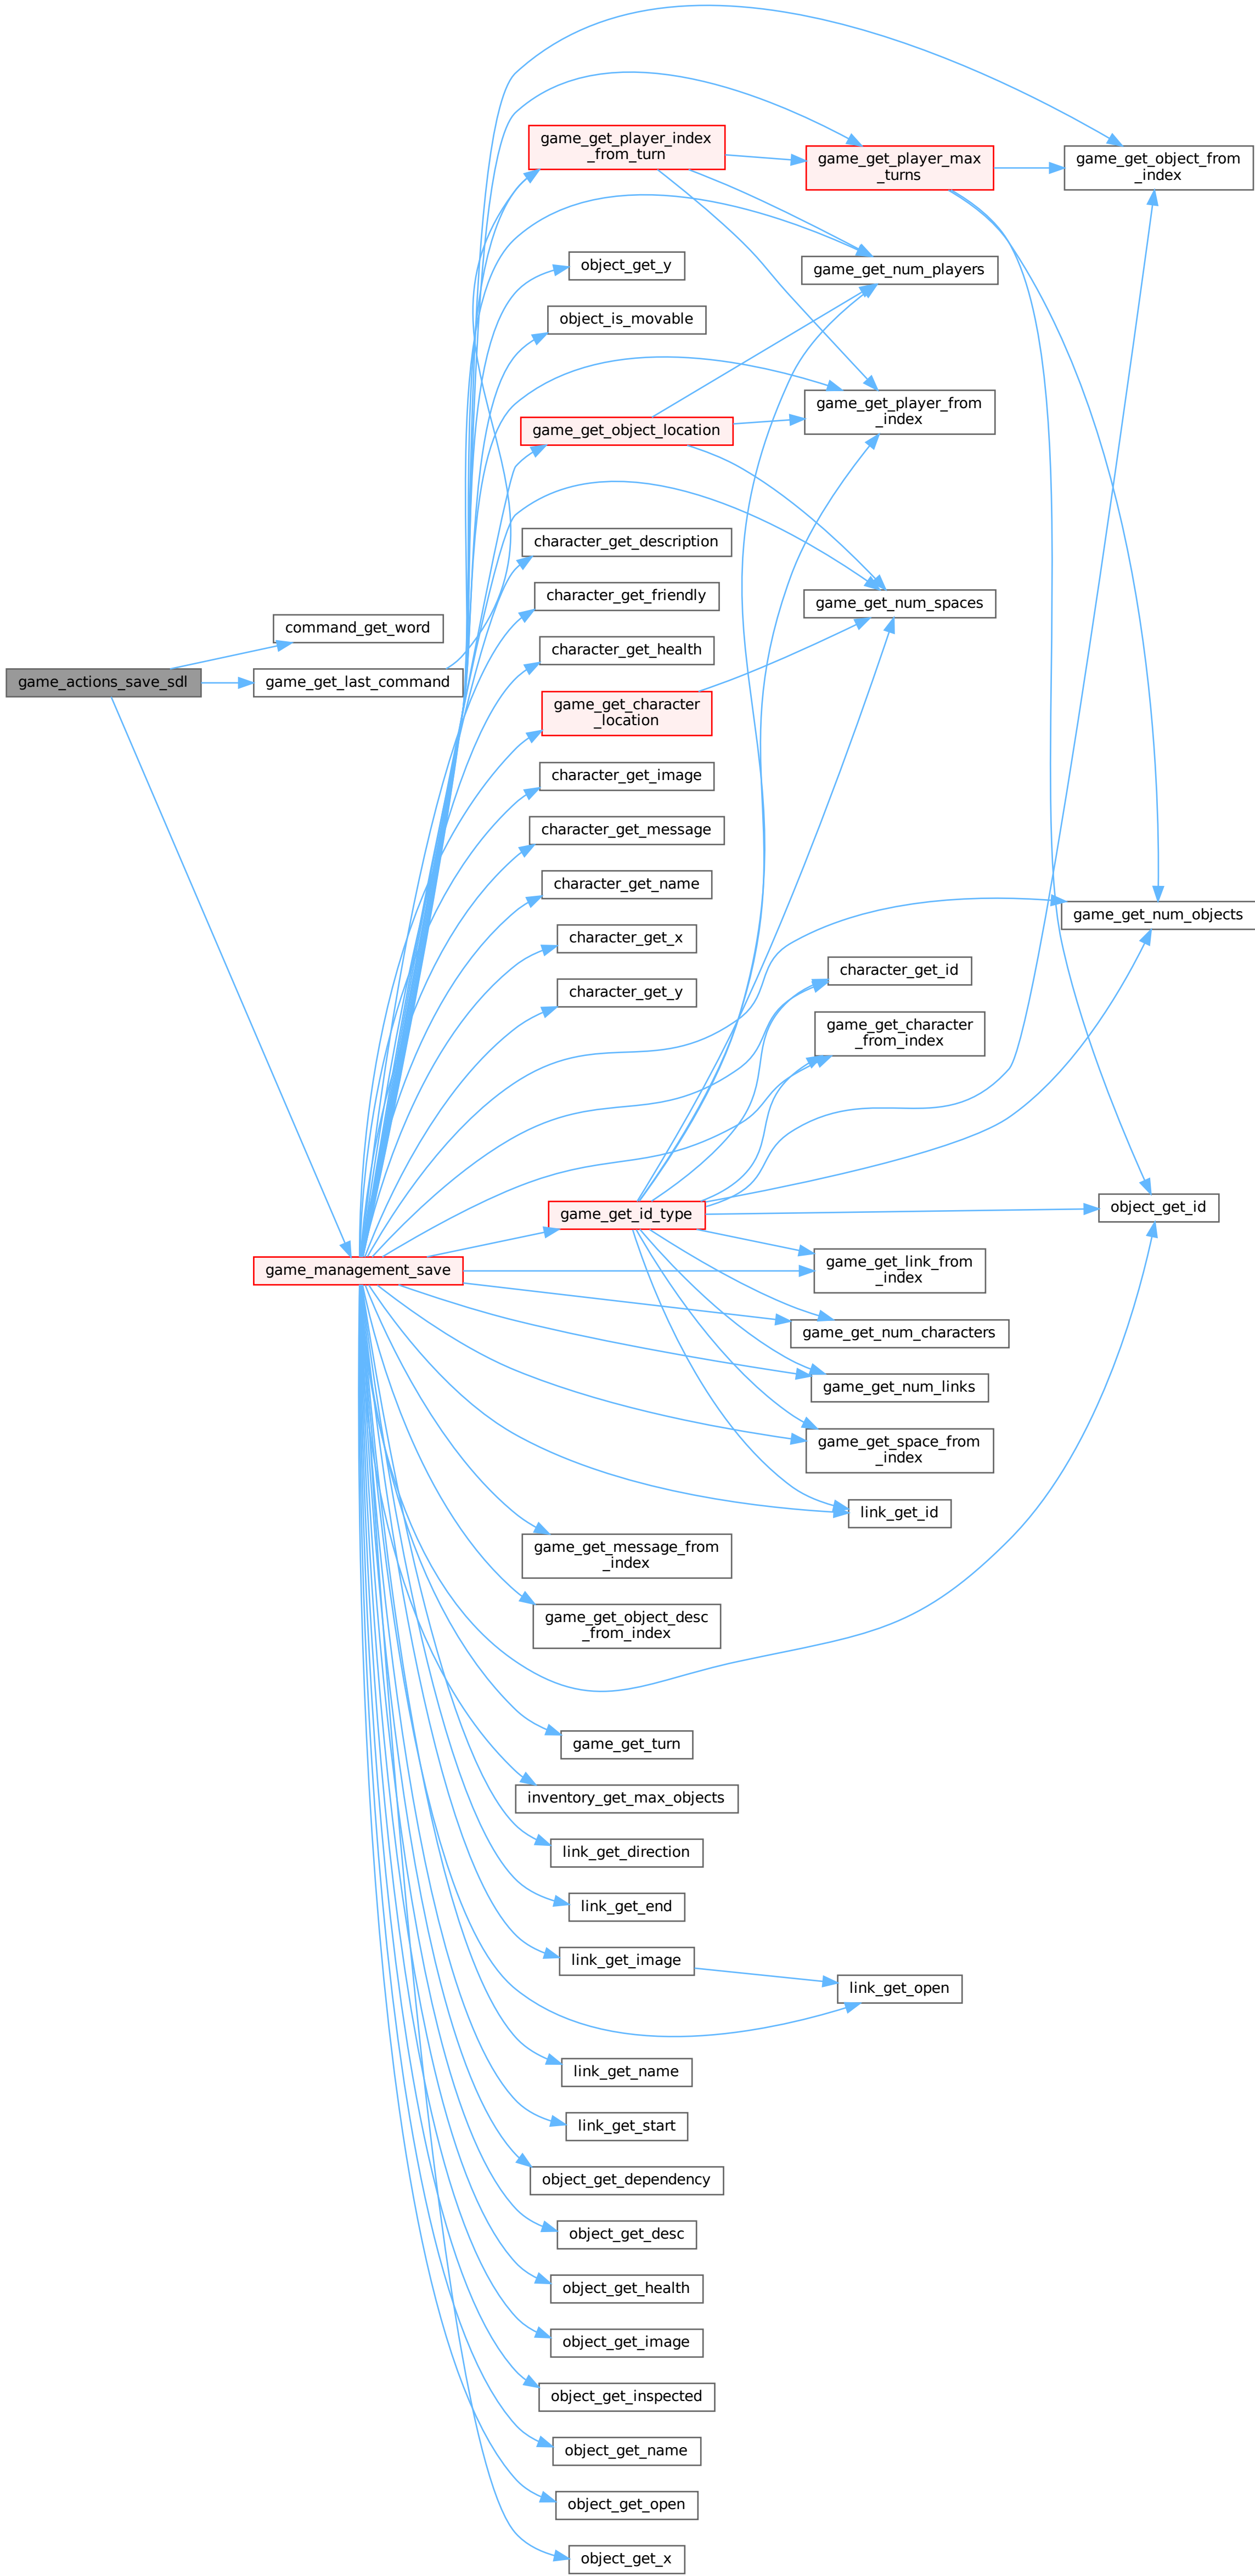 game_actions_save_sdl
command_get_word
game_get_last_command
game_management_save
game_get_player_index
_from_turn
object_get_y
object_is_movable
game_get_object_location
character_get_description
character_get_friendly
character_get_health
game_get_character
_location
character_get_image
character_get_message
character_get_name
character_get_x
character_get_y
game_get_id_type
game_get_message_from
_index
game_get_object_desc
_from_index
game_get_turn
inventory_get_max_objects
link_get_direction
link_get_end
link_get_image
link_get_name
link_get_start
object_get_dependency
object_get_desc
object_get_health
object_get_image
object_get_inspected
object_get_name
object_get_open
object_get_x
game_get_player_max
_turns
game_get_num_players
game_get_player_from
_index
game_get_num_spaces
character_get_id
game_get_character
_from_index
game_get_link_from
_index
game_get_num_characters
game_get_num_links
game_get_space_from
_index
link_get_id
link_get_open
game_get_object_from
_index
game_get_num_objects
object_get_id